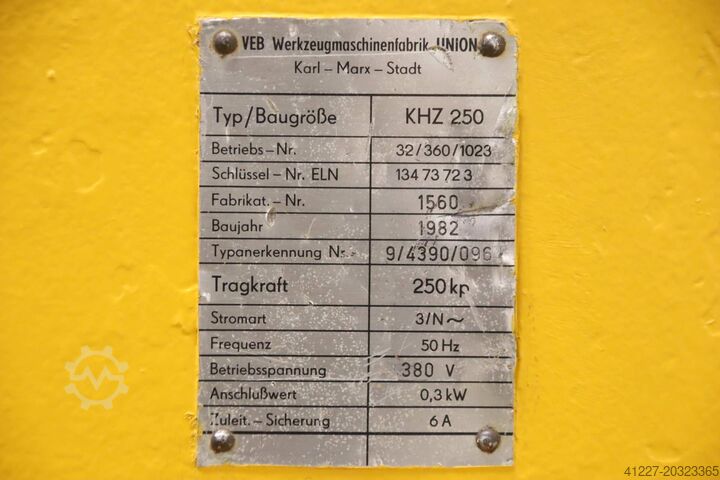 VEB Werkzeugmaschinenfabrik UNION
Karl – Marx – Stadt
Typ/Baugröße KHZ 250
Betriebs – Nr. 32/360/1023
Schlüssel – Nr. ELN 134 73 72 3
Fabrikat. – Nr. 1560
Baujahr 1982
Typanerkennung Nr. 9/4390/096
Tragkraft 250 kp
Stromart 3/N ~
Frequenz 50 Hz
Betriebsspannung 380 V
Anschlußwert 0,3 kW
Zuleit. – Sicherung 6 A
41227-20323365